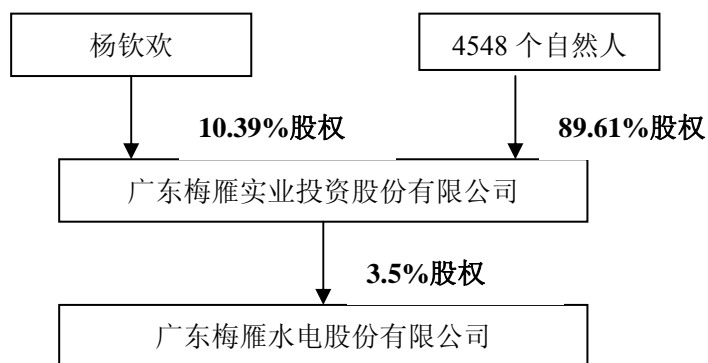 杨钦欢
4548 个自然人
10.39%股权
89.61%股权
广东梅雁实业投资股份有限公司
3.5%股权
广东梅雁水电股份有限公司